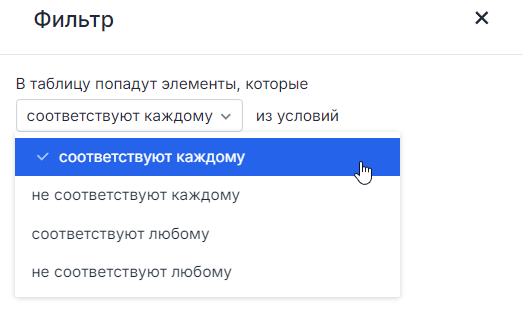 Фильтр
В таблицу попадут элементы, которые
соответствуют каждому из условий
соответствуют каждому
не соответствуют каждому
соответствуют любому
не соответствуют любому